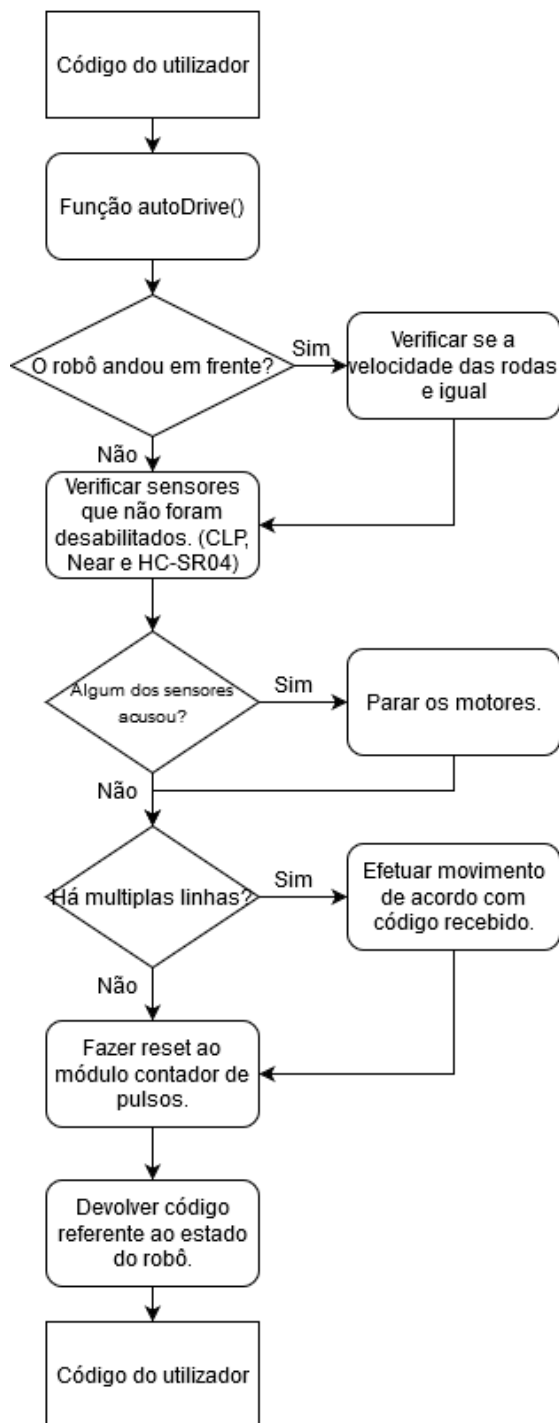 Código do utilizador
Função autoDrive()
O robô andou em frente?
Sim
Verificar se a
velocidade das rodas
e igual
Não
Verificar sensores
que não foram
desabilitados. (CLP,
Near e HC-SR04)
Algum dos sensores
acusou?
Sim
Parar os motores.
Não
Há multiplas linhas?
Sim
Efetuar movimento
de acordo com
código recebido.
Não
Fazer reset ao
módulo contador de
pulsos.
Devolver código
referente ao estado
do robô.
Código do utilizador